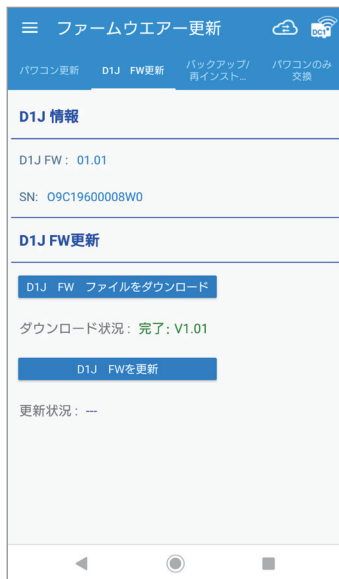 ファームウエアー更新
DC1
パワコン更新
D1J FW更新
バックアップ/
再インスト...
パワコンのみ
交換
D1J 情報
D1J FW : 01.01
SN: O9C19600008W0
D1J FW更新
D1J FW ファイルをダウンロード
ダウンロード状況 : 完了; V1.01
D1J FWを更新
更新状況 : ---